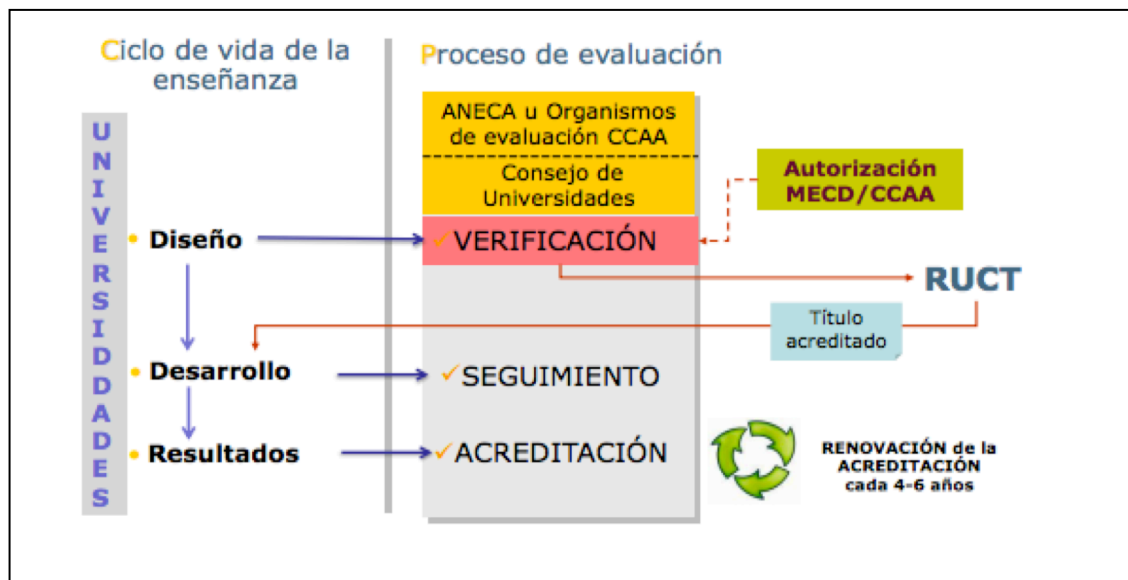 Ciclo de vida de la
enseñanza
Proceso de evaluación
UNIVERSIDDADES
ANECA u Organismos
de evaluación CCAA
Consejo de
Universidades
Autorización
MECD/CCAA
Diseño
VERIFICACIÓN
RUCT
Título
acreditado
Desarrollo
SEGUIMIENTO
Resultados
ACREDITACIÓN
RENOVACIÓN de la
ACREDITACIÓN
cada 4-6 años